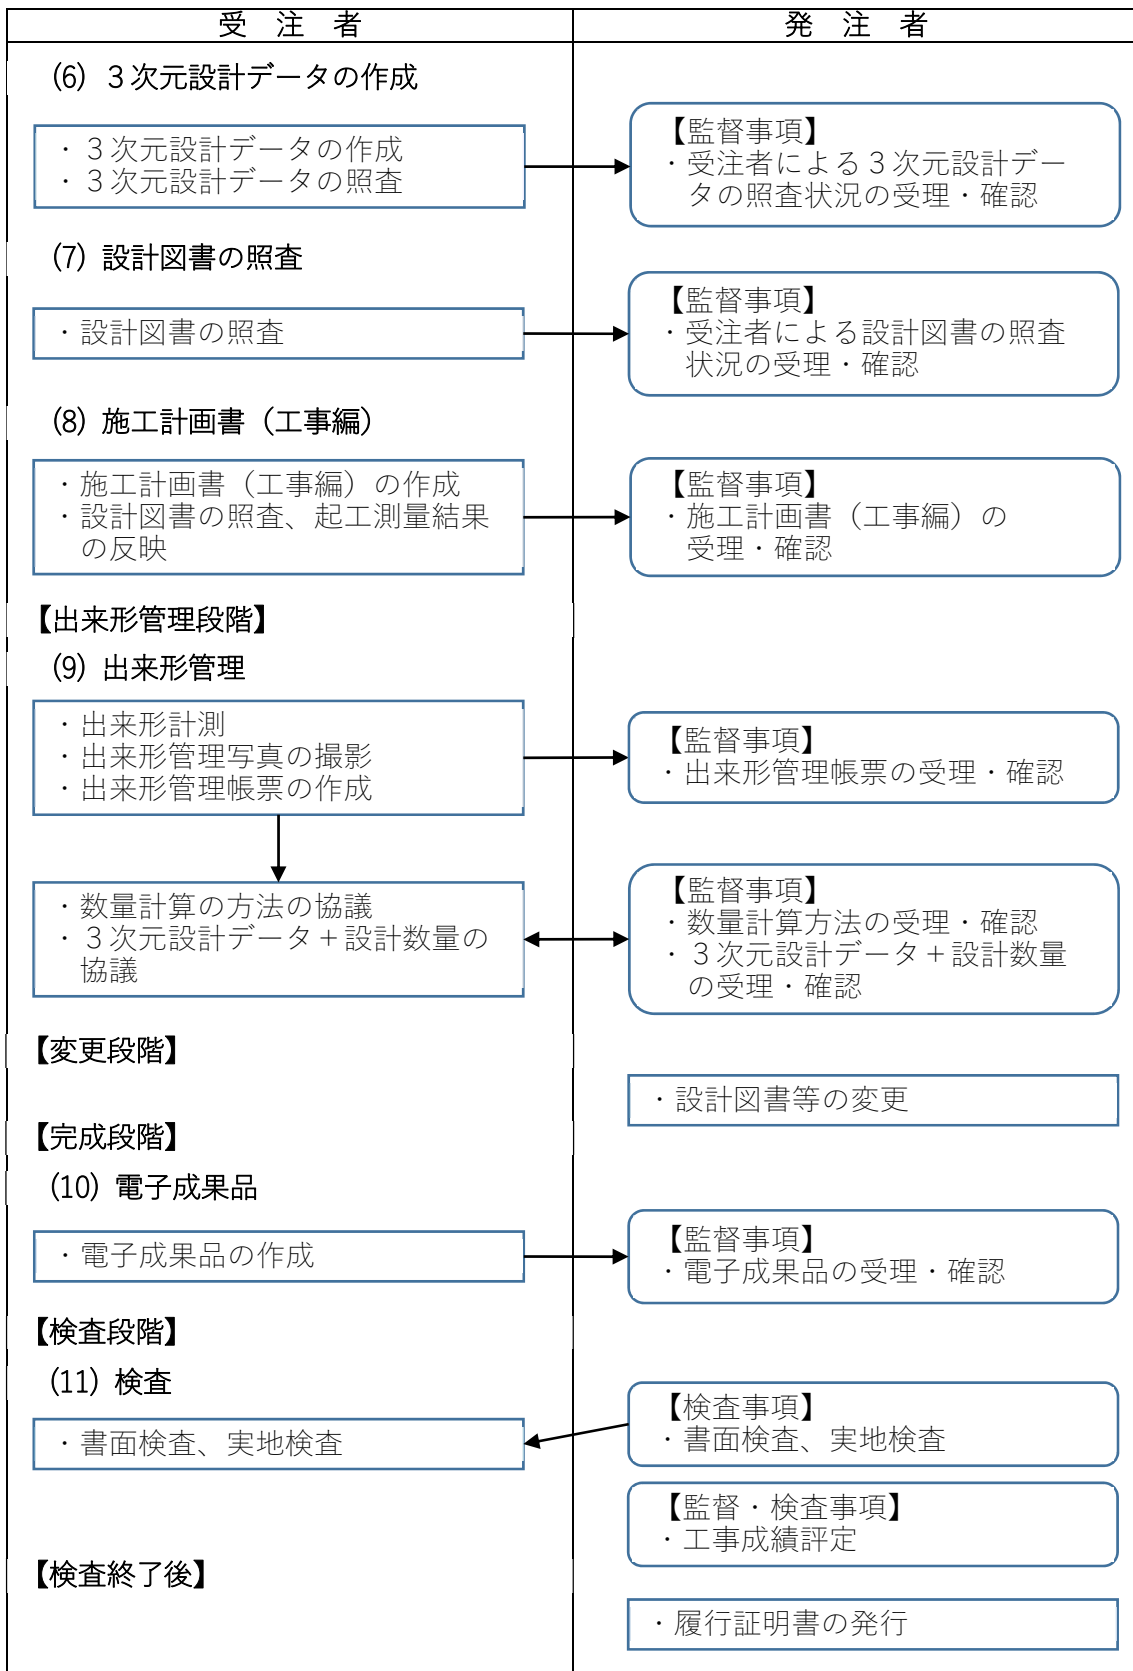 受 注 者
発 注 者
(6) ３次元設計データの作成
・３次元設計データの作成
・３次元設計データの照査
【監督事項】
・受注者による３次元設計デー
タの照査状況の受理・確認
(7) 設計図書の照査
・設計図書の照査
【監督事項】
・受注者による設計図書の照査
状況の受理・確認
(8) 施工計画書（工事編）
・施工計画書（工事編）の作成
・設計図書の照査、起工測量結果
の反映
【監督事項】
・施工計画書（工事編）の
受理・確認
【出来形管理段階】
(9) 出来形管理
・出来形計測
・出来形管理写真の撮影
・出来形管理帳票の作成
【監督事項】
・出来形管理帳票の受理・確認
・数量計算の方法の協議
・３次元設計データ＋設計数量の
協議
【監督事項】
・数量計算方法の受理・確認
・３次元設計データ＋設計数量
の受理・確認
【変更段階】
・設計図書等の変更
【完成段階】
(10) 電子成果品
・電子成果品の作成
【監督事項】
・電子成果品の受理・確認
【検査段階】
(11) 検査
・書面検査、実地検査
【検査事項】
・書面検査、実地検査
【監督・検査事項】
・工事成績評定
【検査終了後】
・履行証明書の発行